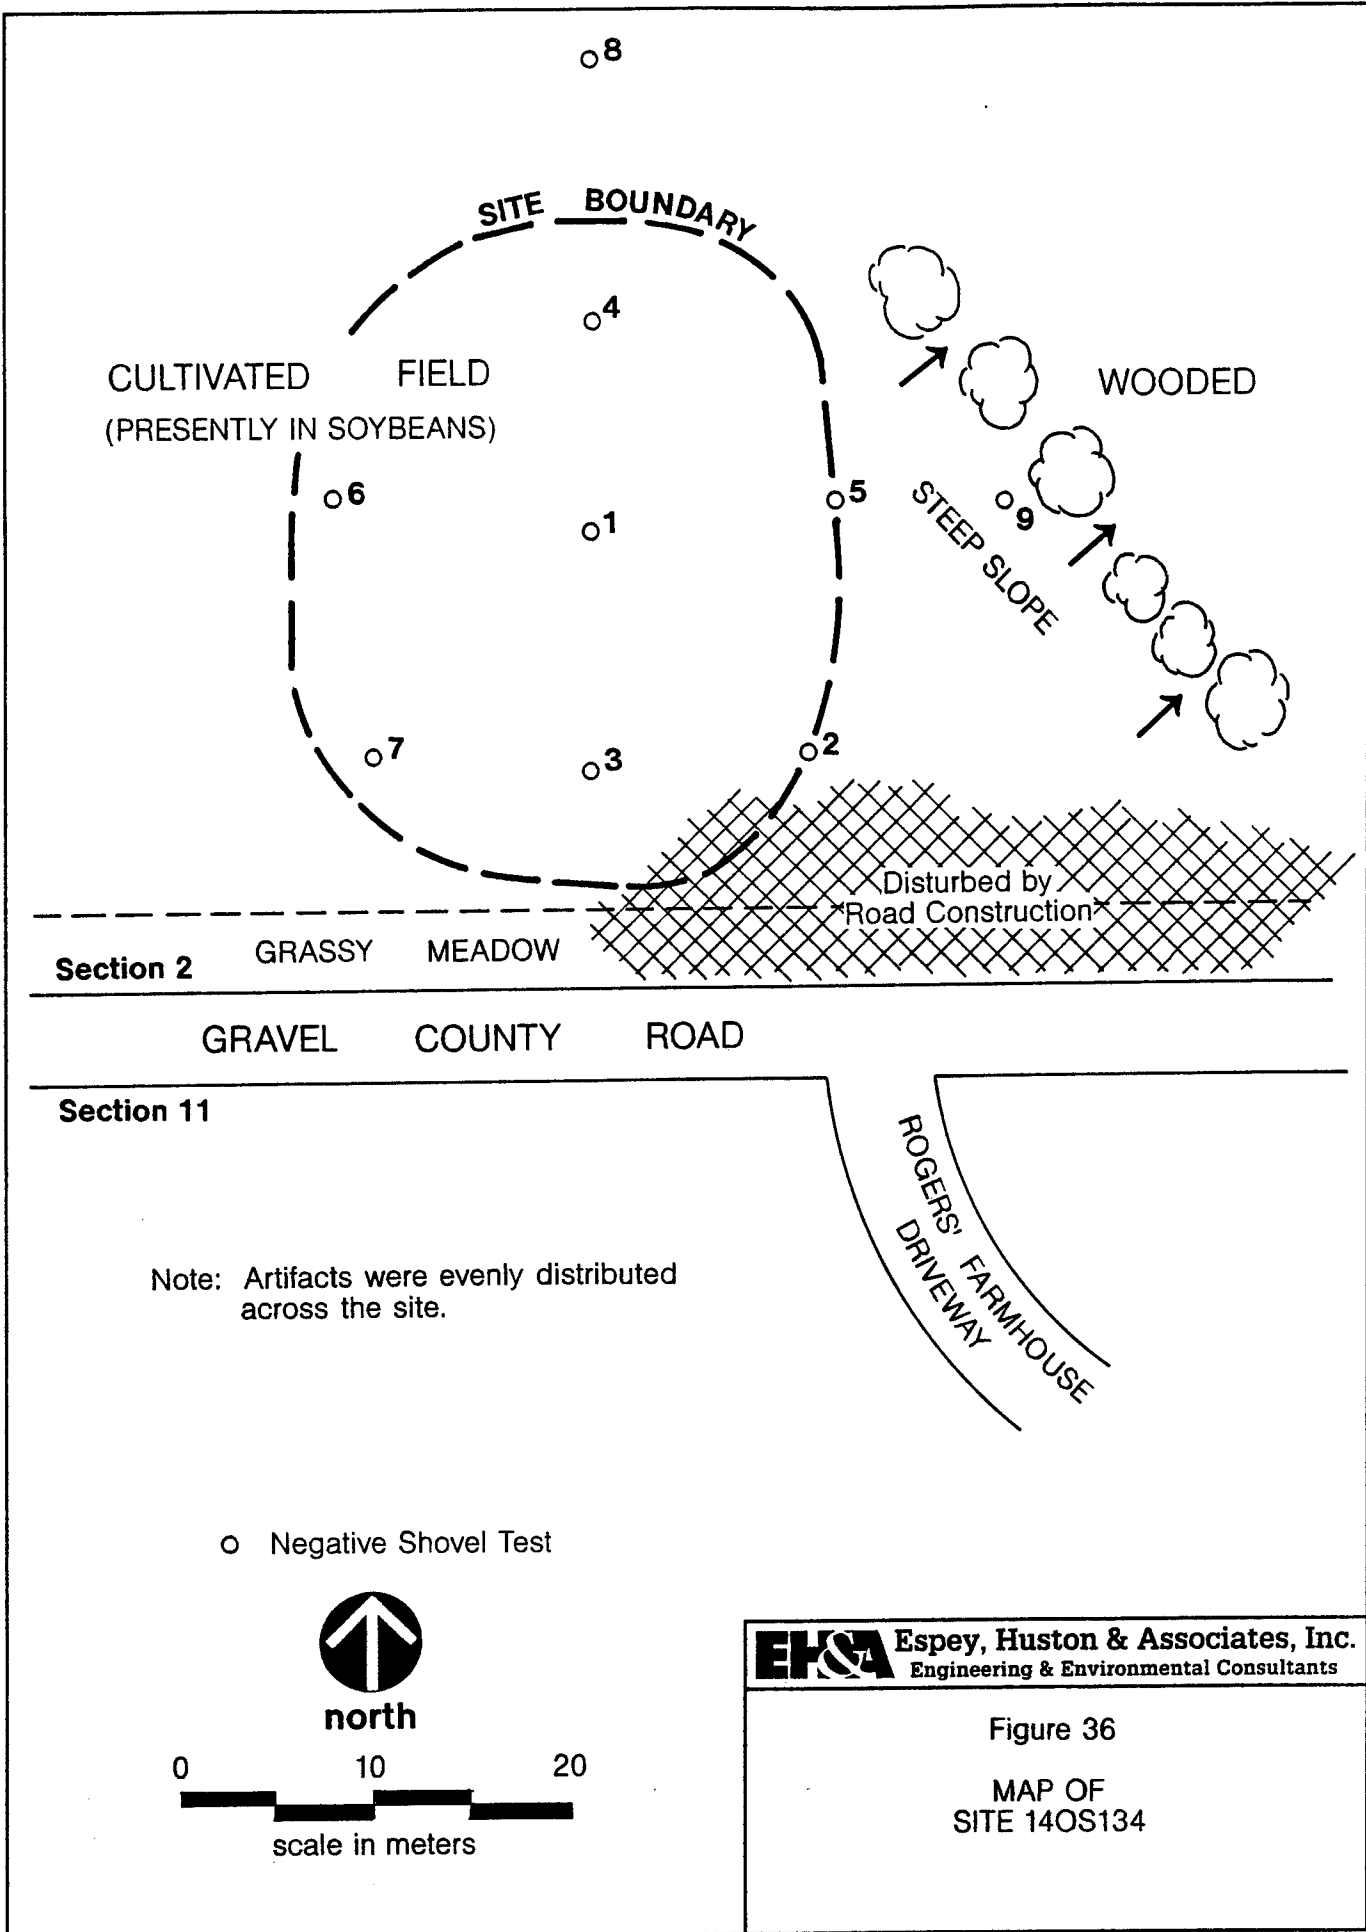 8
SITE BOUNDARY
4
CULTIVATED FIELD
(PRESENTLY IN SOYBEANS)
WOODED
6
1
5
9
STEEP SLOPE
7
3
2
Disturbed by
Road Construction
GRASSY MEADOW
Section 2
GRAVEL COUNTY ROAD
Section 11
ROGERS' FARMHOUSE
DRIVEWAY
Note: Artifacts were evenly distributed
across the site.
Negative Shovel Test
north
0 10 20
scale in meters
EH&A Espey, Huston & Associates, Inc.
Engineering & Environmental Consultants
Figure 36
MAP OF
SITE 14OS134